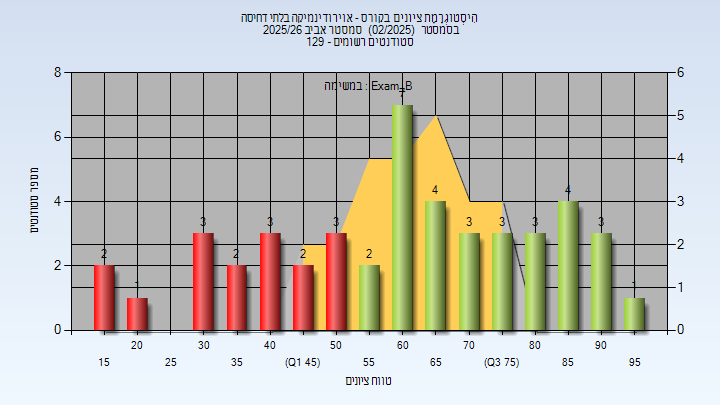 היסטוגרמת ציונים בקורס - אוירודינמיקה בלתי דחיסה
בסמסטר (02/2025) סמסטר אביב 2025/26
סטודנטים רשומים - 129
במשימה : Exam_B
מספר סטודנטים
8 6 4 2 0
6 5 4 3 2 1 0
2 1 3 2 3 2 3 2 7 4 3 3 3 4 3 1
15 20 25 30 35 40 (Q1 45) 50 55 60 65 70 (Q3 75) 80 85 90 95
טווח ציונים